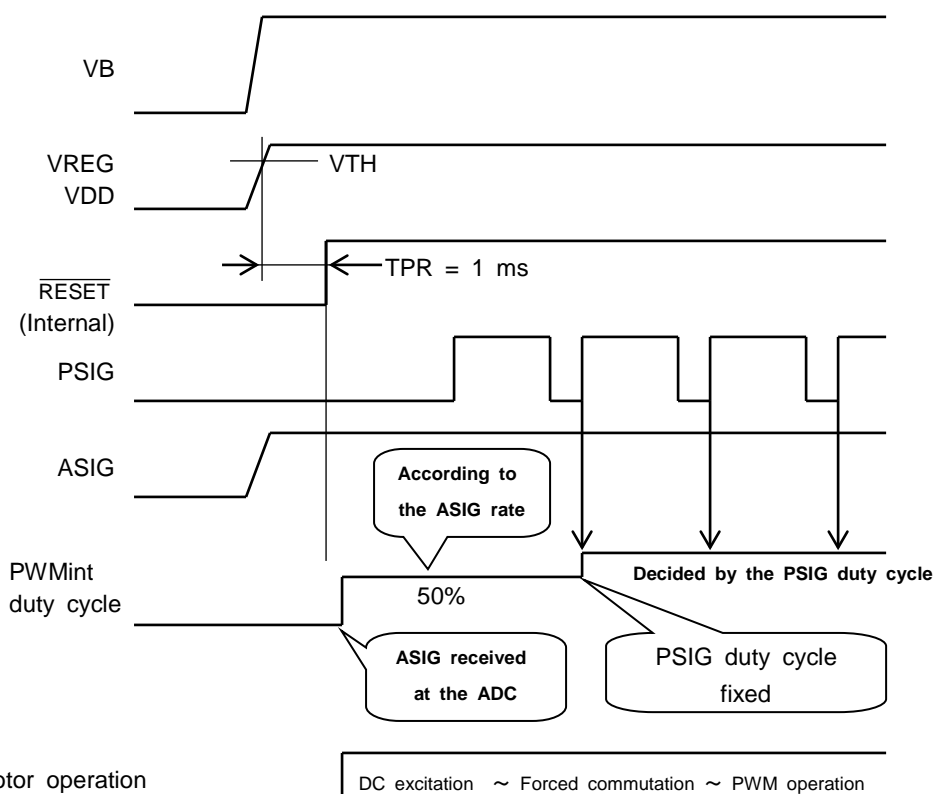 VB
VREG
VDD
VTH
TPR = 1 ms
RESET
(Internal)
PSIG
ASIG
According to
the ASIG rate
PWMint
duty cycle
50%
Decided by the PSIG duty cycle
ASIG received
at the ADC
PSIG duty cycle
fixed
otor operation
DC excitation ~ Forced commutation ~ PWM operation